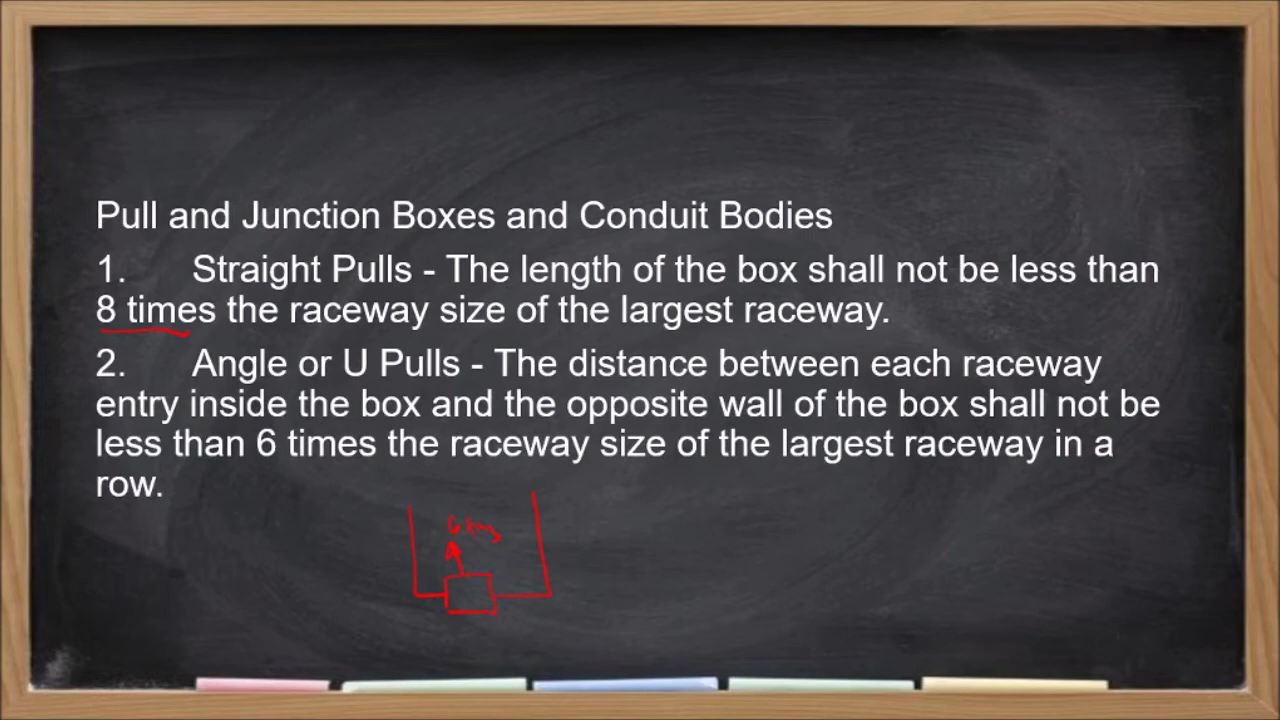 Pull and Junction Boxes and Conduit Bodies
1. Straight Pulls - The length of the box shall not be less than
8 times the raceway size of the largest raceway.
2. Angle or U Pulls - The distance between each raceway
entry inside the box and the opposite wall of the box shall not be
less than 6 times the raceway size of the largest raceway in a
row.
6